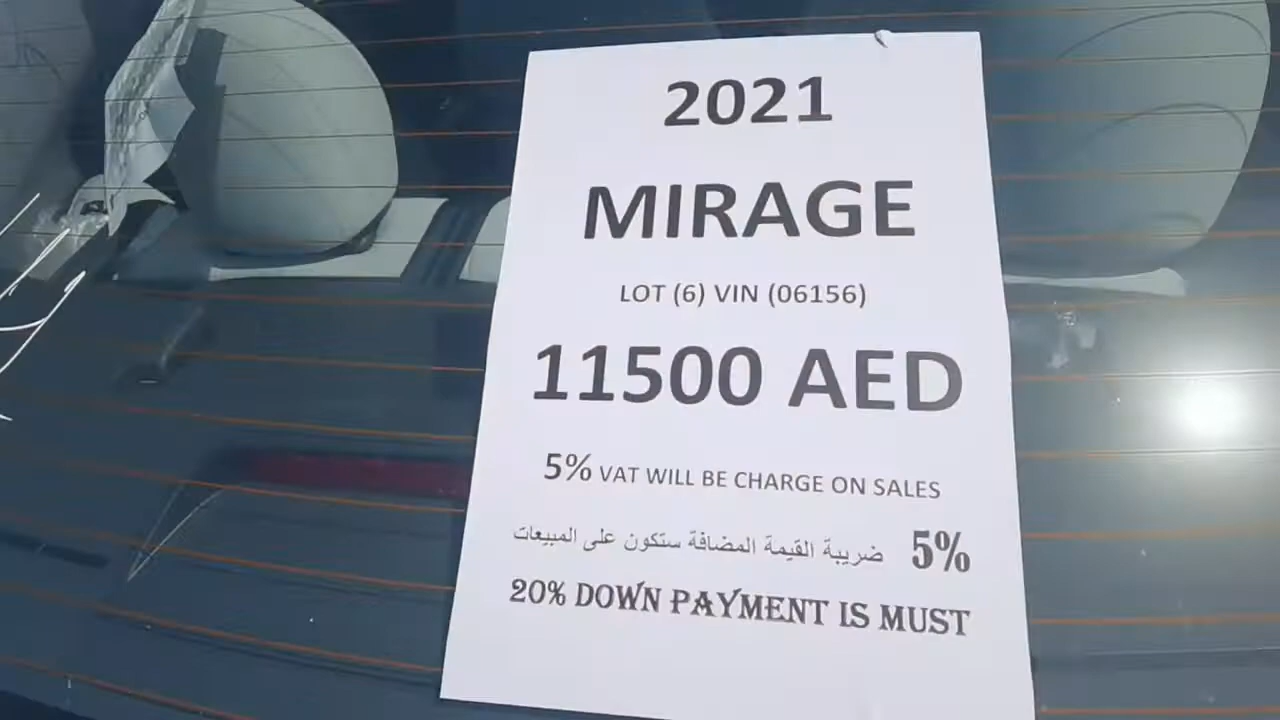 2021
MIRAGE
LOT (6) VIN (06156)
11500 AED
5% VAT WILL BE CHARGE ON SALES
5% ضريبة القيمة المضافة ستكون على المبيعات
20% DOWN PAYMENT IS MUST